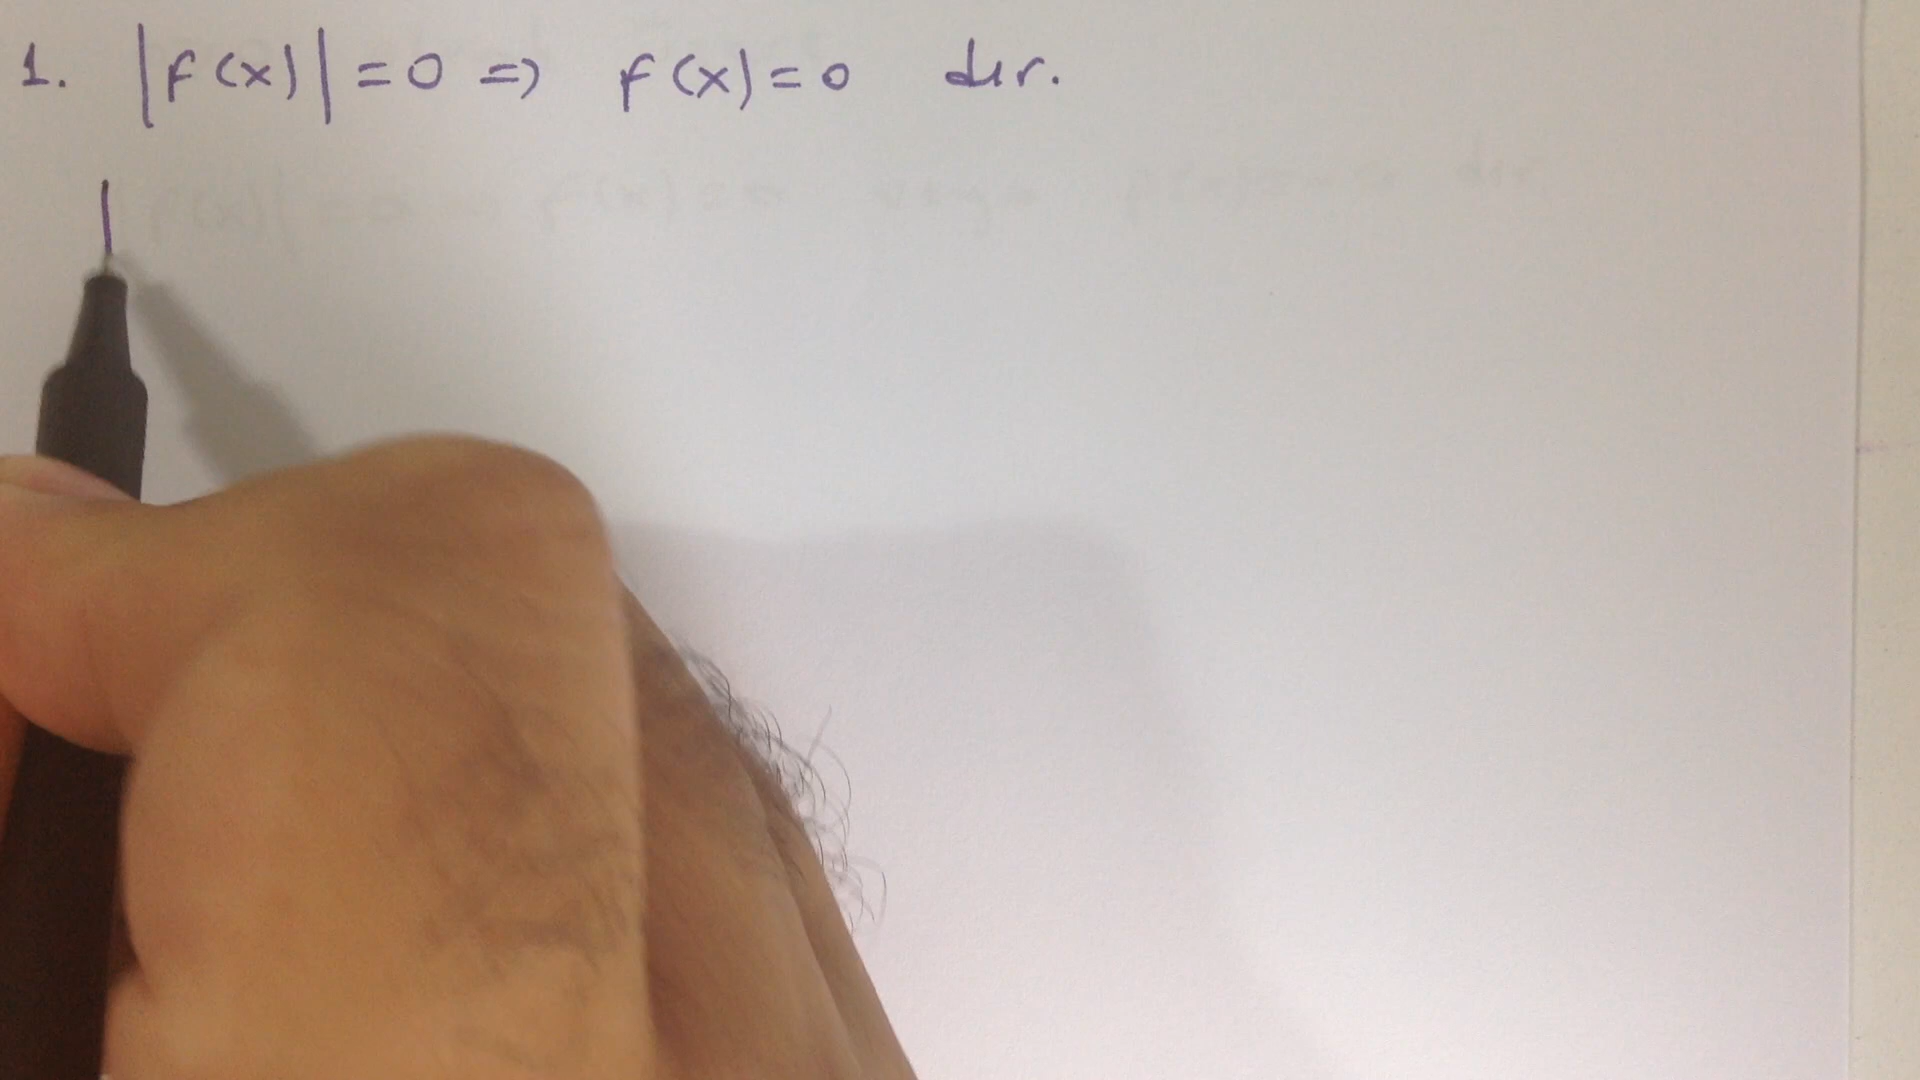 1. |f(x)| = 0 => f(x) = 0 dır.
|